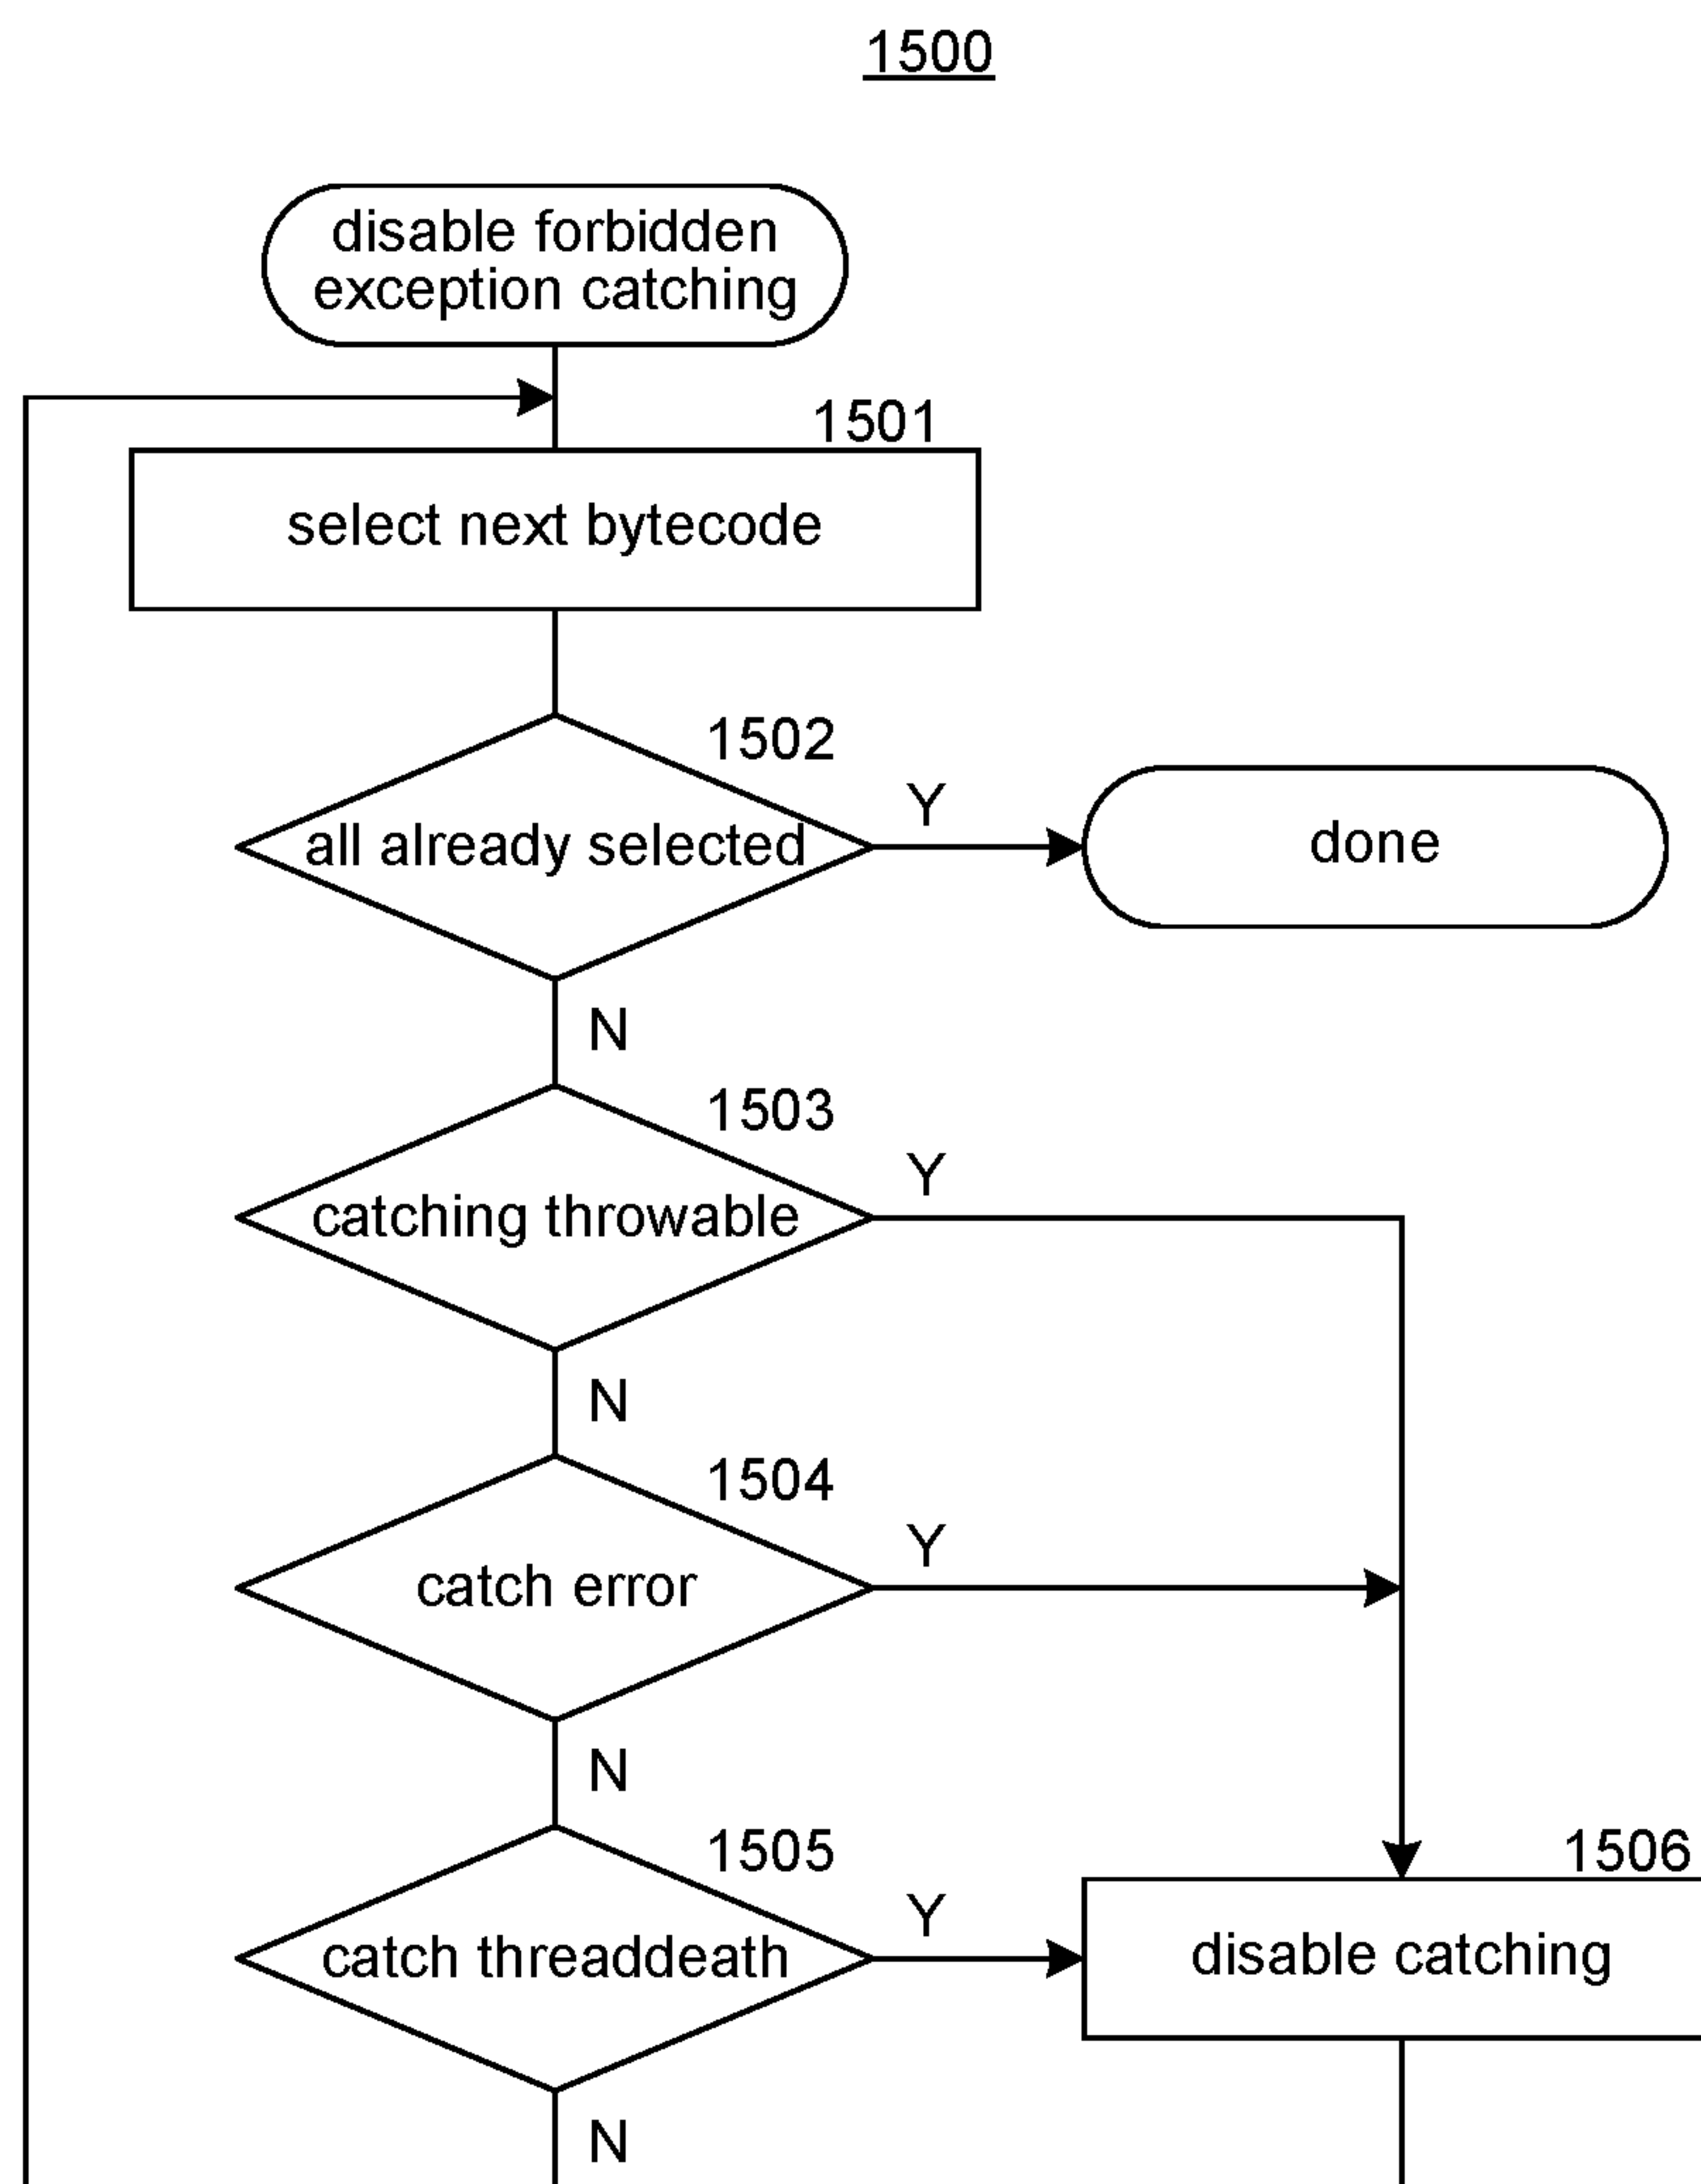 1500
disable forbidden
exception catching
1501
select next bytecode
1502
Y
all already selected
done
N
1503
Y
catching throwable
N
1504
Y
catch error
N
1505
1506
Y
catch threaddeath
disable catching
N